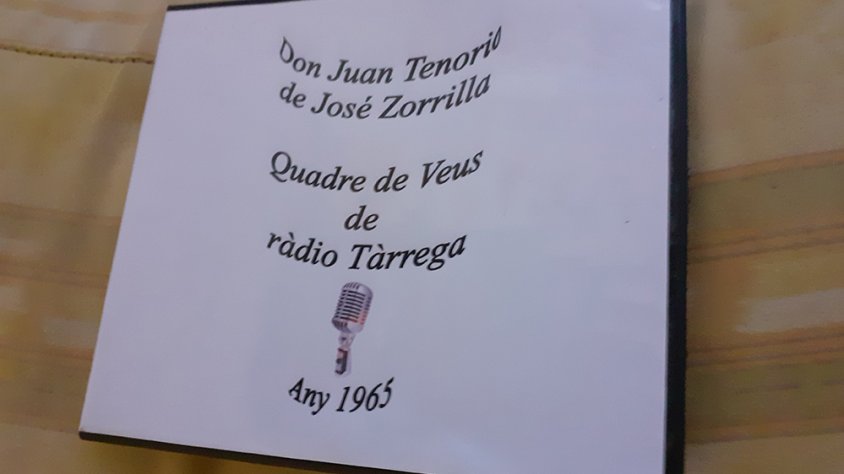 Don Juan Tenorio
de José Zorrilla
Quadre de Veus
de
ràdio Tàrrega
Any 1965